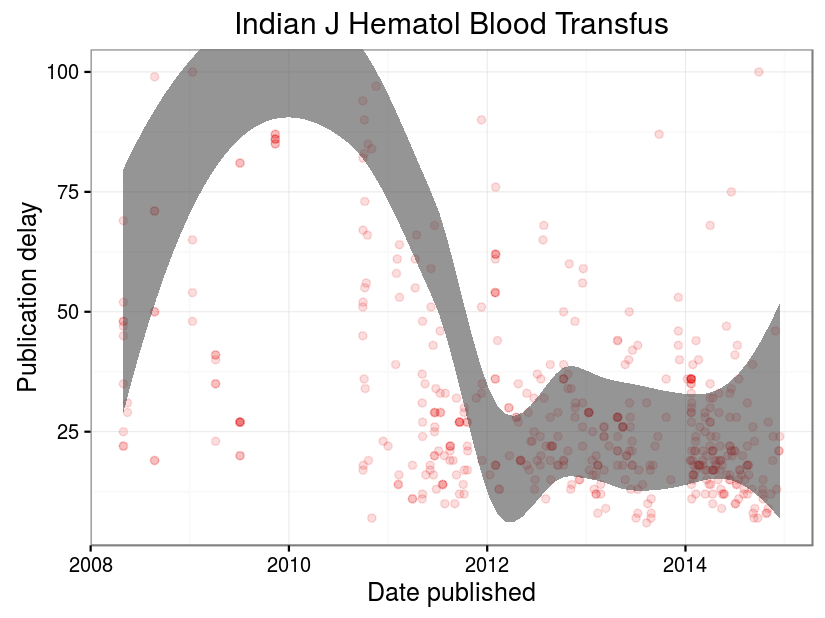 Indian J Hematol Blood Transfus
100
75
50
25
Publication delay
2008 2010 2012 2014
Date published